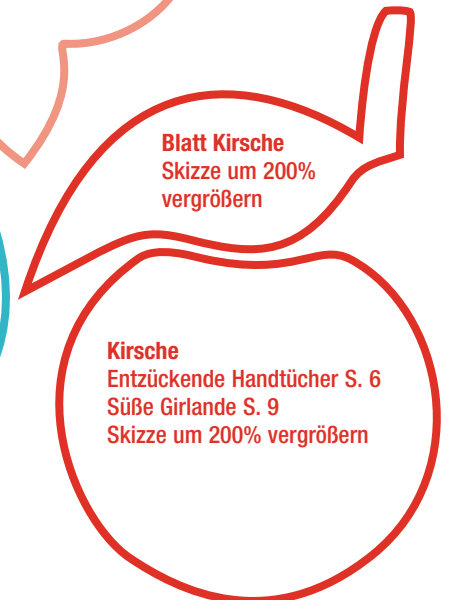 Blatt Kirsche
Skizze um 200%
vergrößern
Kirsche
Entzückende Handtücher S. 6
Süße Girlande S. 9
Skizze um 200% vergrößern